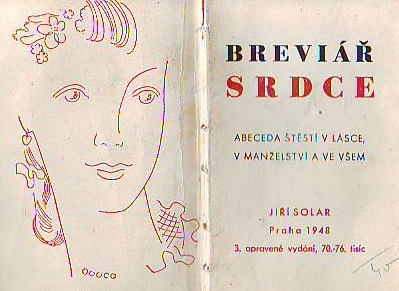 BREVIÁŘ
SRDCE
ABECEDA ŠTĚSTÍ V LÁSCE,
V MANŽELSTVÍ A VE VŠEM
JIŘÍ SOLAR
Praha 1948
3. opravené vydání, 70.-76. tisíc